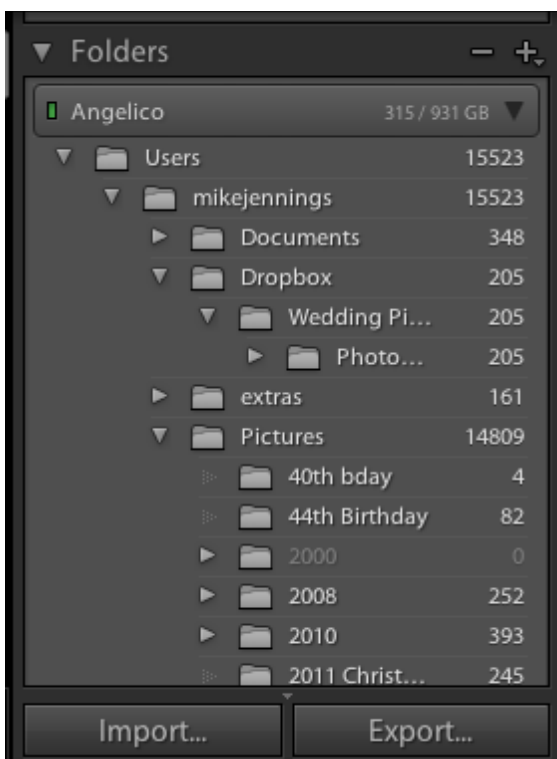 Folders
Angelico 315 / 931 GB
Users 15523
mikejennings 15523
Documents 348
Dropbox 205
Wedding Pi... 205
Photo... 205
extras 161
Pictures 14809
40th bday 4
44th Birthday 82
2000 0
2008 252
2010 393
2011 Christ... 245
Import... Export...